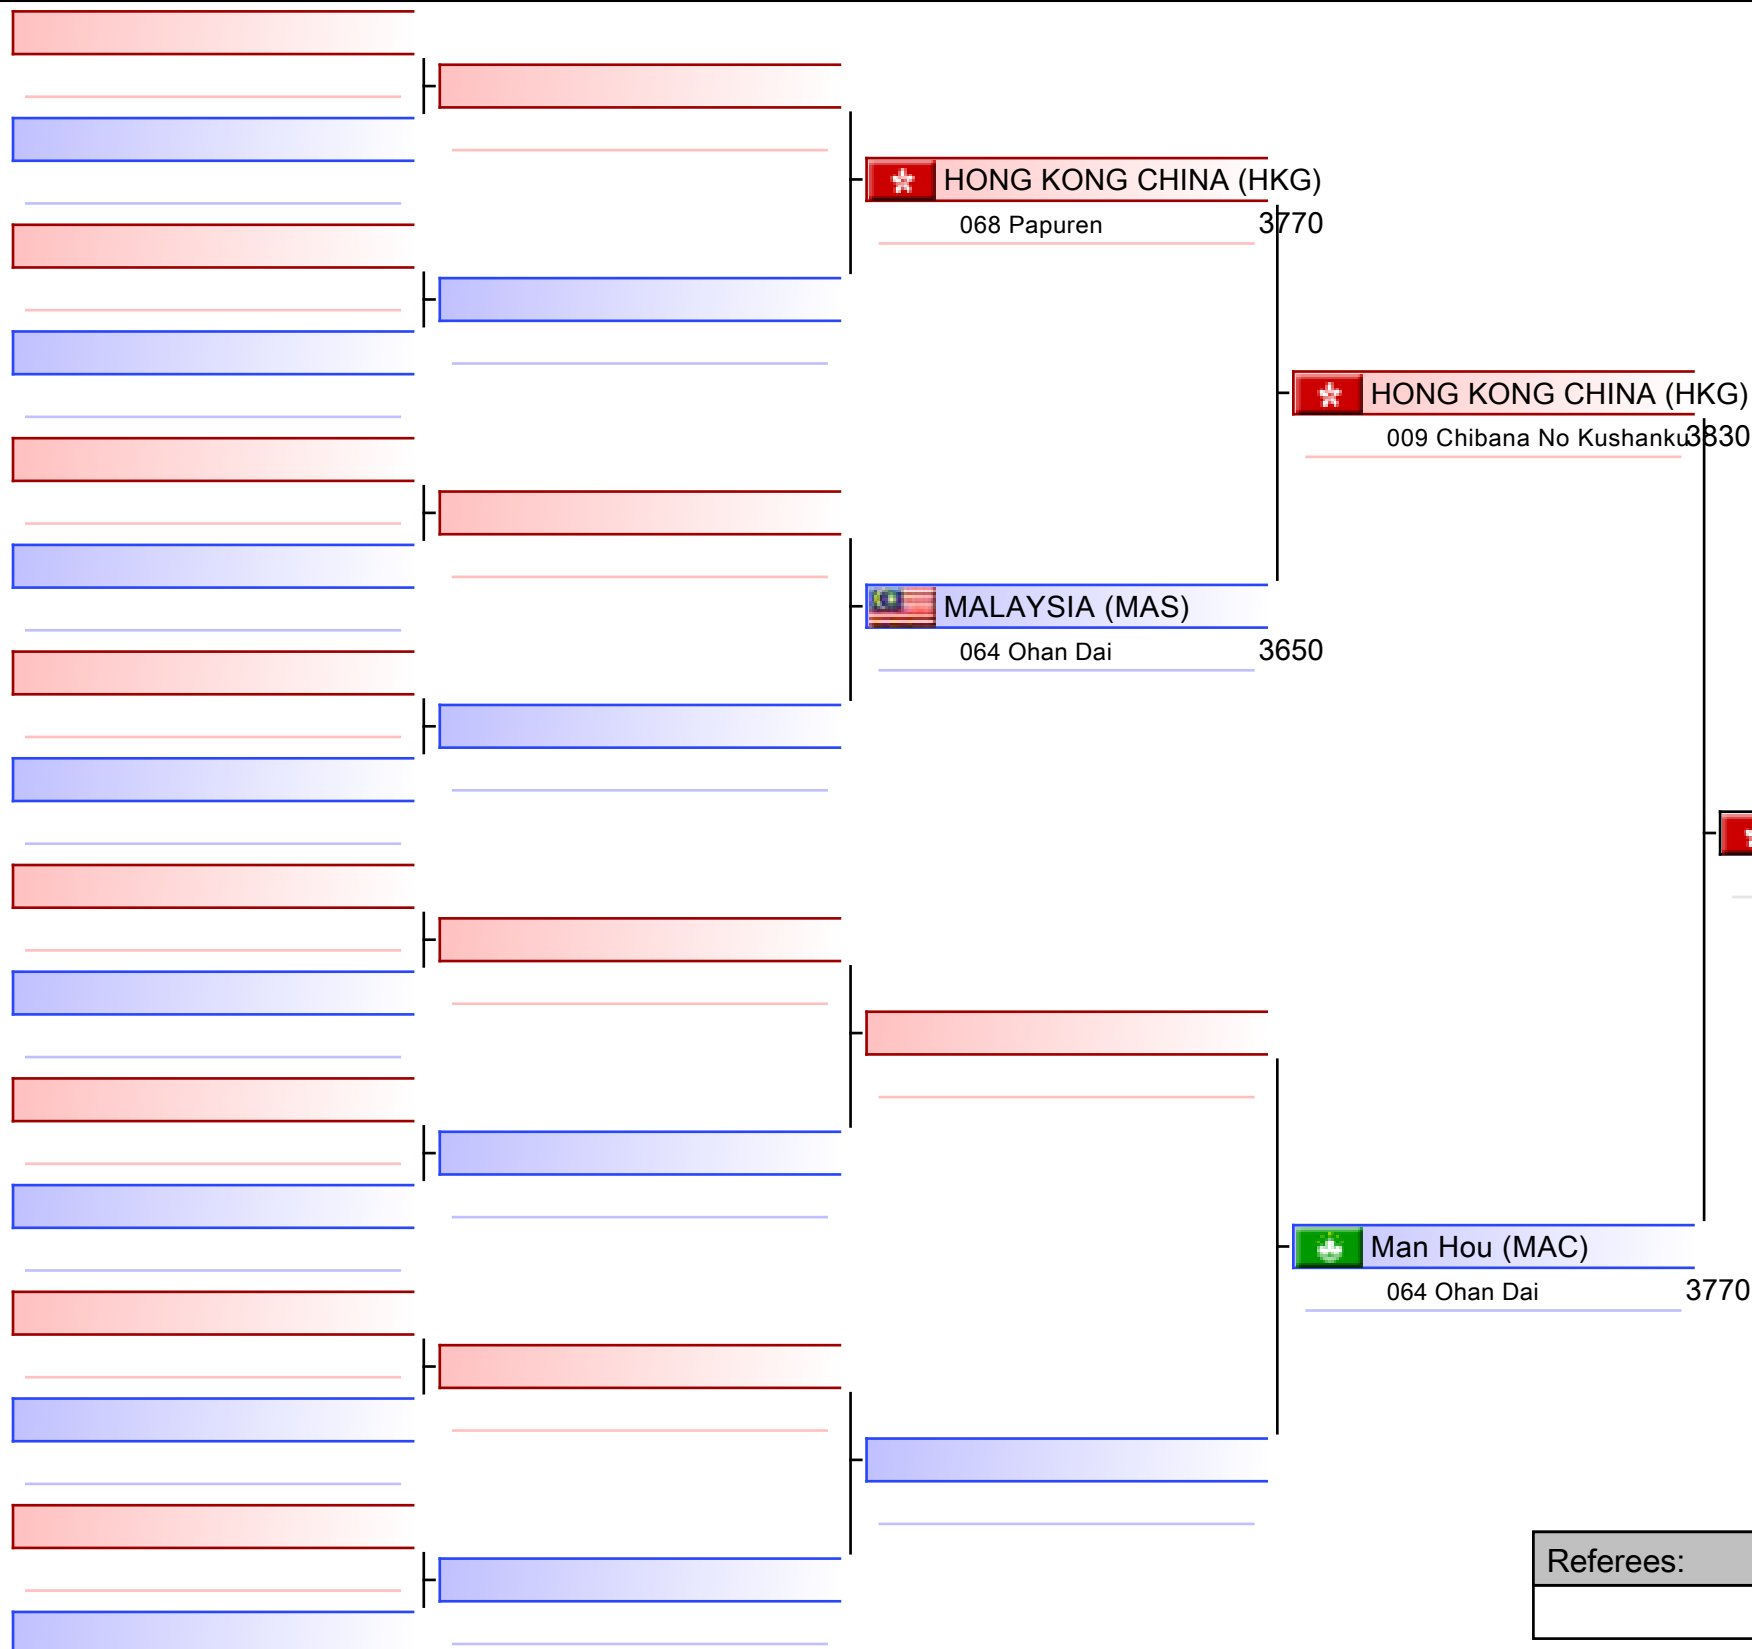 HONG KONG CHINA (HKG)
068 Papuren 3770
HONG KONG CHINA (HKG)
009 Chibana No Kushanku 3830
MALAYSIA (MAS)
064 Ohan Dai 3650
Man Hou (MAC)
064 Ohan Dai 3770
Referees: